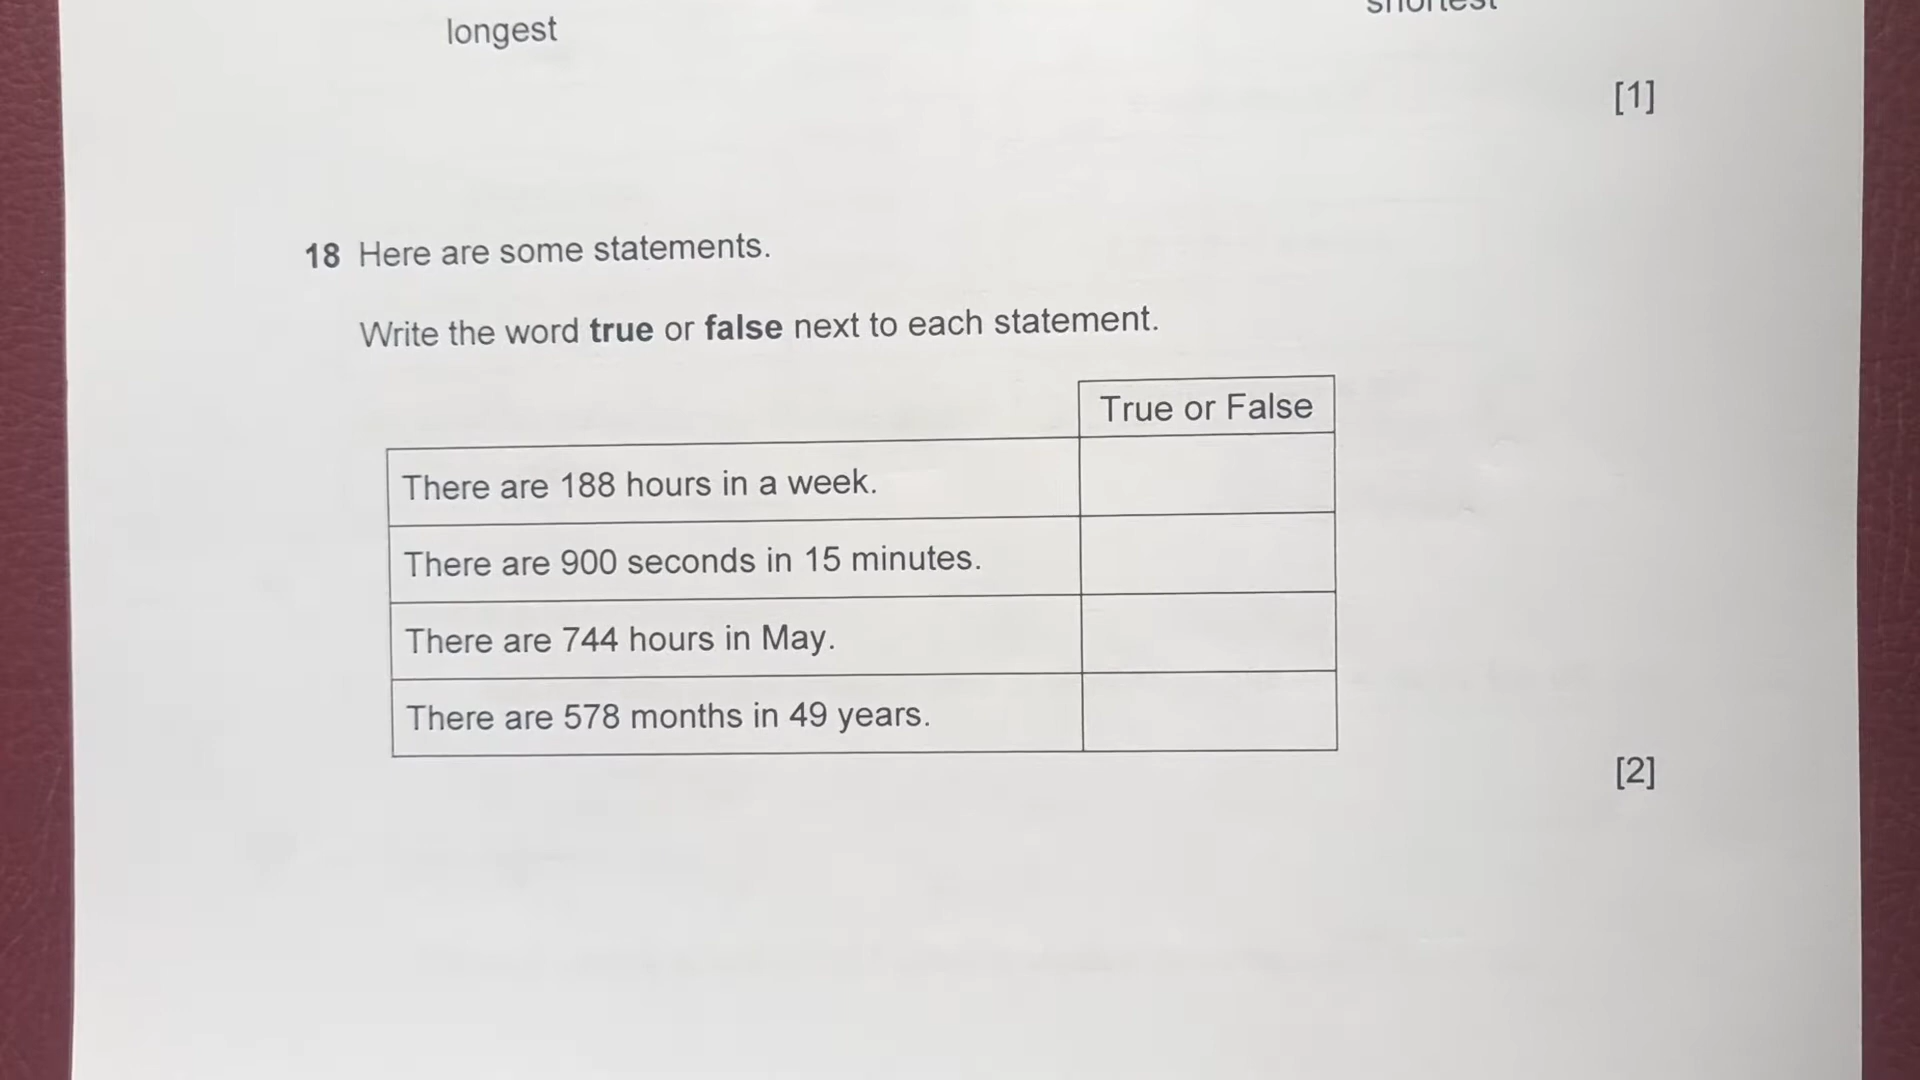 shortest
longest
[1]
18 Here are some statements.
Write the word true or false next to each statement.
True or False
There are 188 hours in a week.
There are 900 seconds in 15 minutes.
There are 744 hours in May.
There are 578 months in 49 years.
[2]